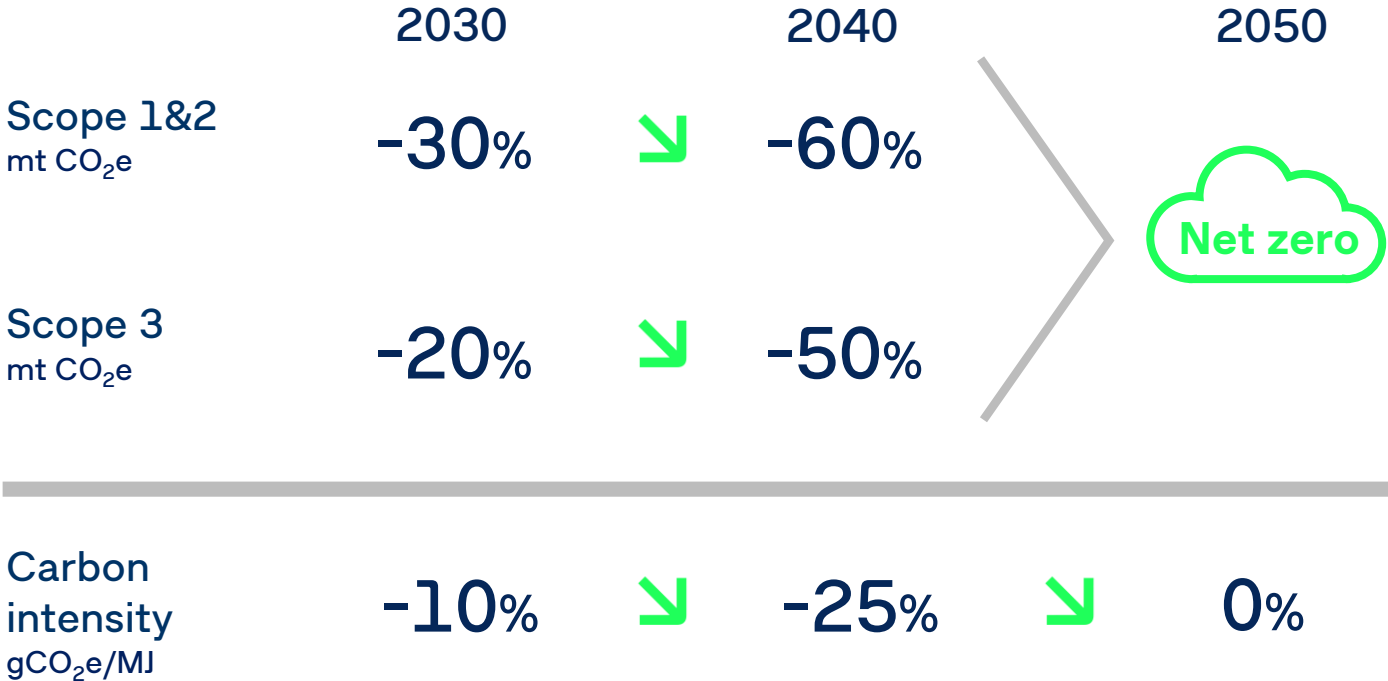 2030 2040 2050
Scope 1&2
mt CO₂e
-30% -60%
Net zero
Scope 3
mt CO₂e
-20% -50%
Carbon
intensity
gCO₂e/MJ
-10% -25% 0%